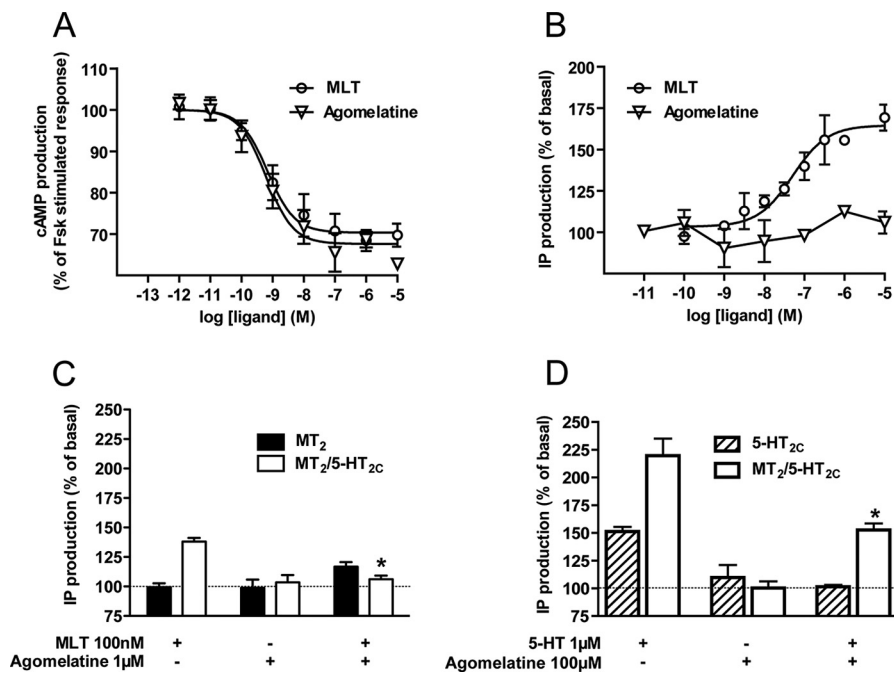 A
cAMP production
(% of Fsk stimulated response)
110
100
90
80
70
MLT
Agomelatine
-13 -12 -11 -10 -9 -8 -7 -6 -5
log [ligand] (M)
B
IP production (% of basal)
200
175
150
125
100
MLT
Agomelatine
-11 -10 -9 -8 -7 -6 -5
log [ligand] (M)
C
IP production (% of basal)
250
225
200
175
150
125
100
75
MT2
MT2/5-HT2C
*
MLT 100nM + - +
Agomelatine 1µM - + +
D
IP production (% of basal)
250
225
200
175
150
125
100
75
5-HT2C
MT2/5-HT2C
*
5-HT 1µM + - +
Agomelatine 100µM - + +